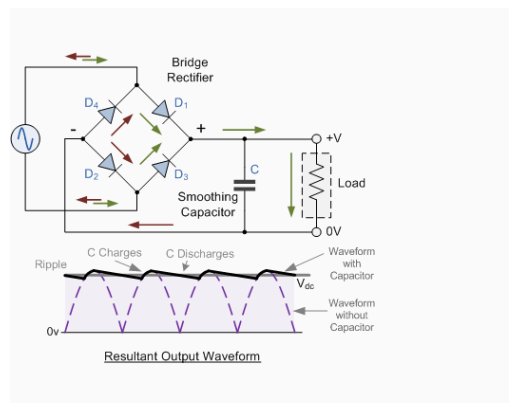 Bridge
Rectifier
D4
D1
-
+
+V
D2
D3
C
Load
Smoothing
Capacitor
0V
C Charges
C Discharges
Waveform
with
Capacitor
Ripple
Vdc
Waveform
without
Capacitor
0v
Resultant Output Waveform